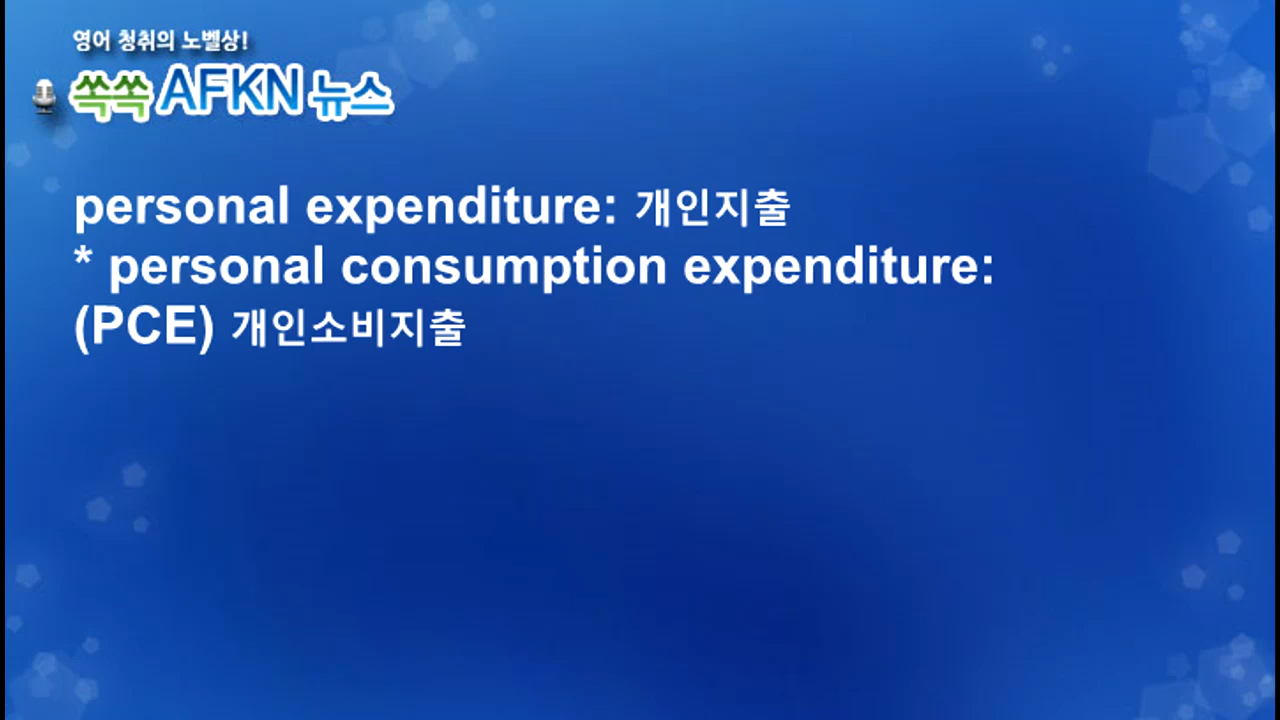 영어 청취의 노벨상!
쏙쏙 AFKN 뉴스
personal expenditure: 개인지출
* personal consumption expenditure:
(PCE) 개인소비지출